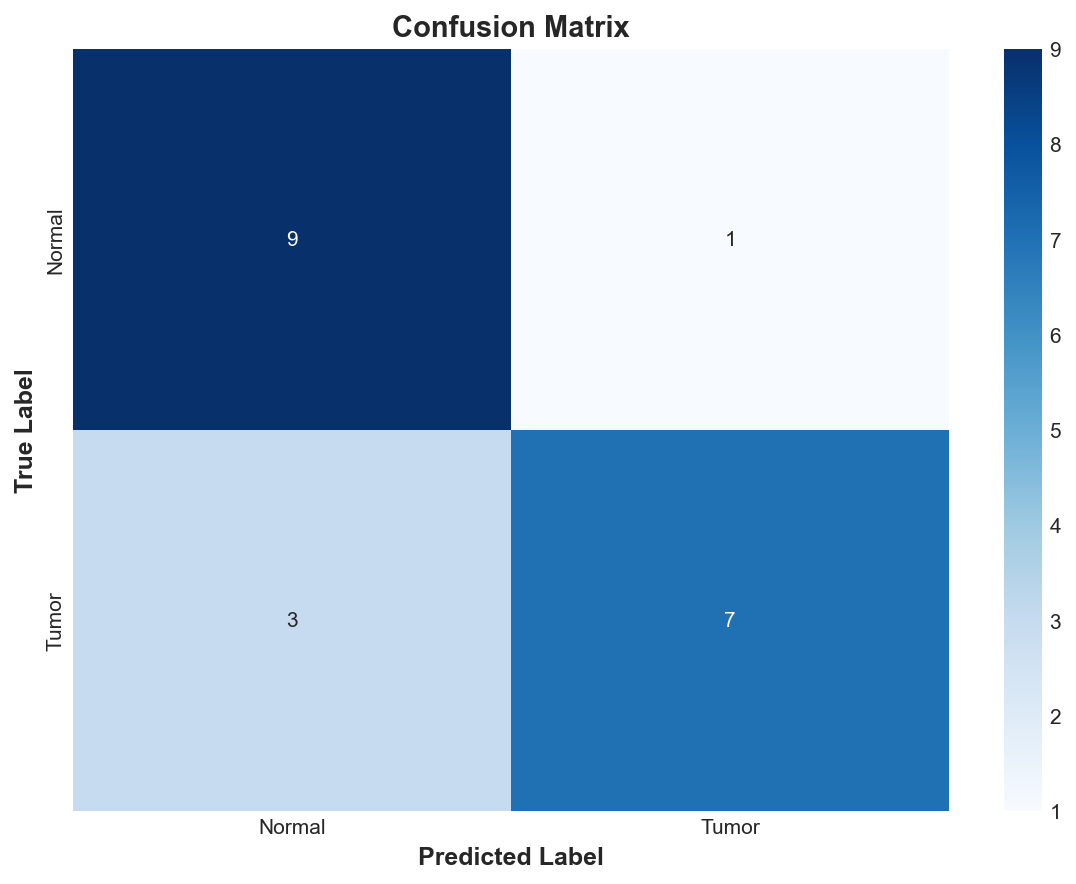 Confusion Matrix
True Label
Normal
Tumor
9
1
3
7
Normal
Tumor
Predicted Label
9
8
7
6
5
4
3
2
1